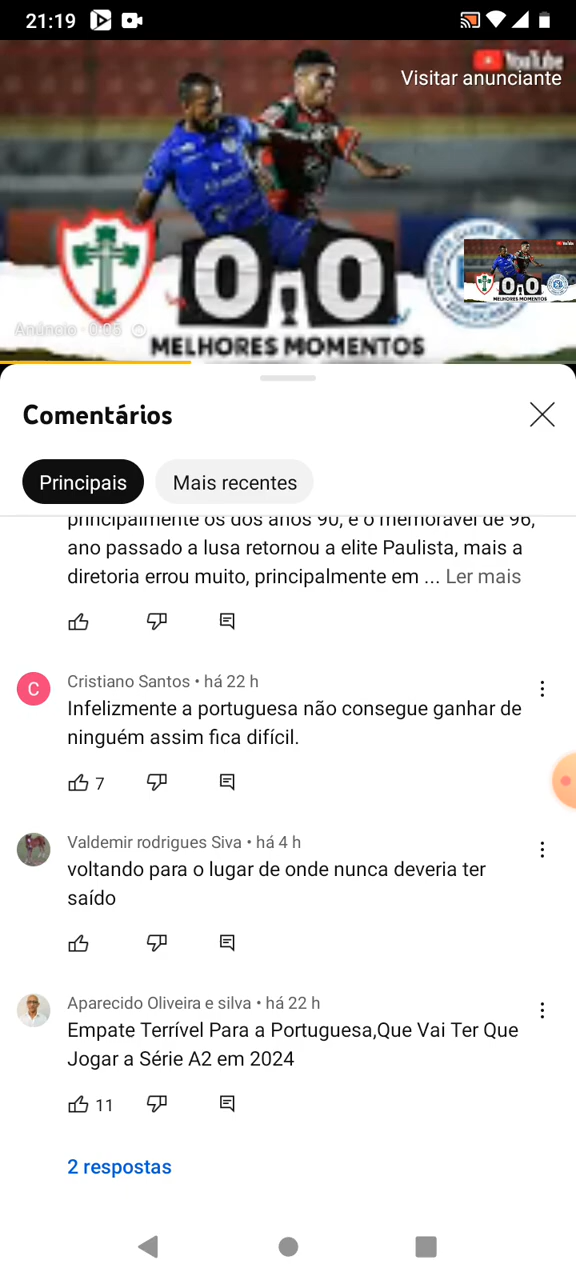 21:19
YouTube
Visitar anunciante
0 0
0 0
MELHORES MOMENTOS
Anúncio · 0:05
MELHORES MOMENTOS
Comentários
Principais
Mais recentes
principalmente os dos anos 90, e o memorável de 96,
ano passado a lusa retornou a elite Paulista, mais a
diretoria errou muito, principalmente em ... Ler mais
C
Cristiano Santos • há 22 h
Infelizmente a portuguesa não consegue ganhar de
ninguém assim fica difícil.
7
Valdemir rodrigues Siva • há 4 h
voltando para o lugar de onde nunca deveria ter
saído
Aparecido Oliveira e silva • há 22 h
Empate Terrível Para a Portuguesa,Que Vai Ter Que
Jogar a Série A2 em 2024
11
2 respostas